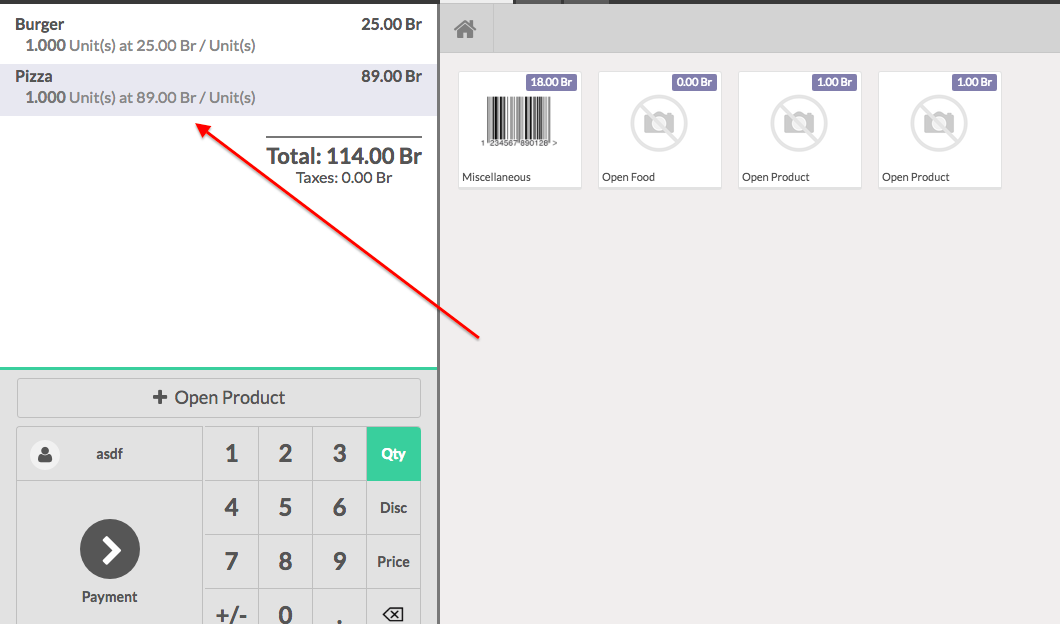 Burger 25.00 Br
1.000 Unit(s) at 25.00 Br / Unit(s)
Pizza 89.00 Br
1.000 Unit(s) at 89.00 Br / Unit(s)
Total: 114.00 Br
Taxes: 0.00 Br
18.00 Br
1 234567 890128 >
Miscellaneous
0.00 Br
Open Food
1.00 Br
Open Product
1.00 Br
Open Product
+ Open Product
asdf
1 2 3 Qty
4 5 6 Disc
7 8 9 Price
+/- 0 .
Payment